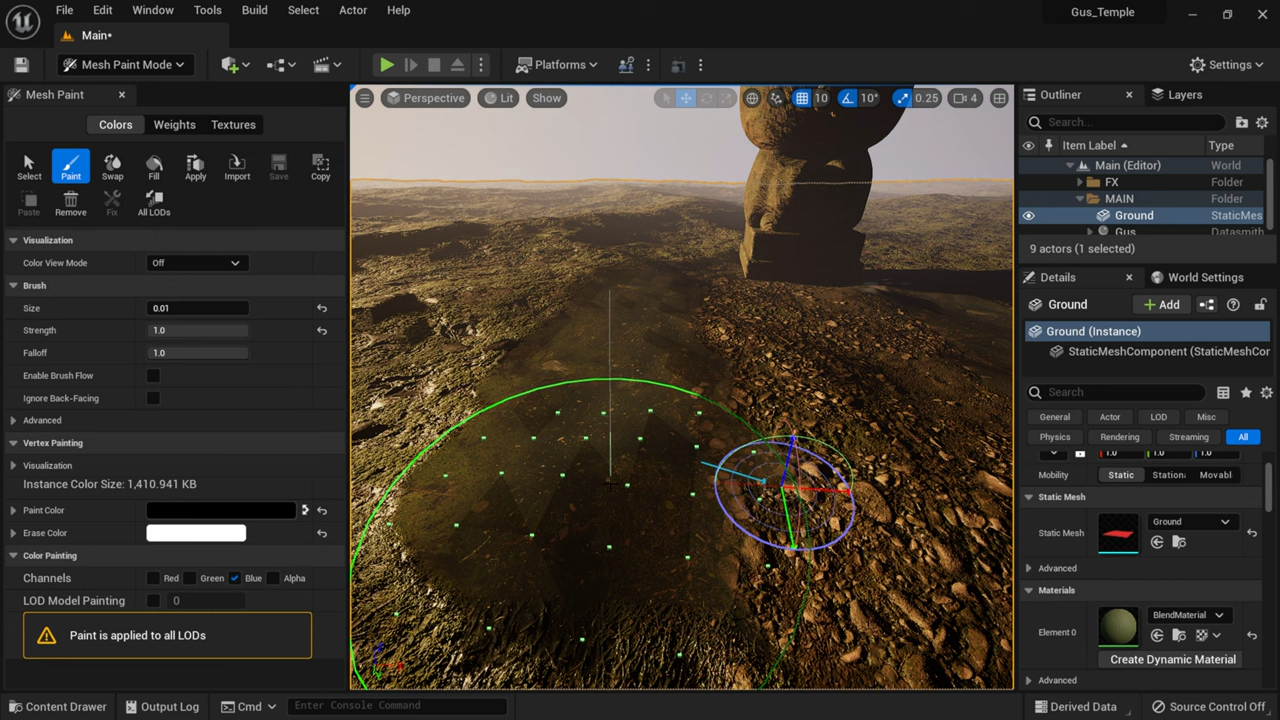 File Edit Window Tools Build Select Actor Help
Gus_Temple
Main*
Mesh Paint Mode
Platforms
Settings
Mesh Paint
Colors Weights Textures
Select Paint Swap Fill Apply Import Save Copy
Paste Remove Fix All LODs
Visualization
Color View Mode Off
Brush
Size 0.01
Strength 1.0
Falloff 1.0
Enable Brush Flow
Ignore Back-Facing
Advanced
Vertex Painting
Visualization
Instance Color Size: 1,410.941 KB
Paint Color
Erase Color
Color Painting
Channels Red Green Blue Alpha
LOD Model Painting 0
Paint is applied to all LODs
Perspective Lit Show 10 10° 0.25 4
Outliner Layers
Search...
Item Label Type
Main (Editor) World
FX Folder
MAIN Folder
Ground StaticMes
Gus Datasmith
9 actors (1 selected)
Details World Settings
Ground Add
Ground (Instance)
StaticMeshComponent (StaticMeshCor
Search
General Actor LOD Misc
Physics Rendering Streaming All
1.0 1.0 1.0
Mobility Static Station Movabl
Static Mesh
Static Mesh Ground
Advanced
Materials
Element 0 BlendMaterial
Create Dynamic Material
Advanced
Content Drawer Output Log Cmd Enter Console Command Derived Data Source Control Off